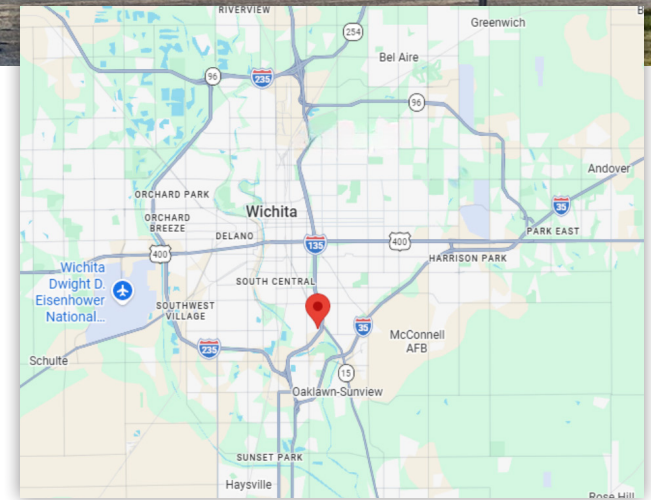 RIVERVIEW
Greenwich
254
Bel Aire
96
235
96
Andover
ORCHARD PARK
35
Wichita
ORCHARD
BREEZE
PARK EAST
DELANO
135
400
400
HARRISON PARK
Wichita
Dwight D.
Eisenhower
National...
SOUTH CENTRAL
SOUTHWEST
VILLAGE
35
McConnell
AFB
235
Schulte
15
Oaklawn-Sunview
SUNSET PARK
Haysville
Rose Hill